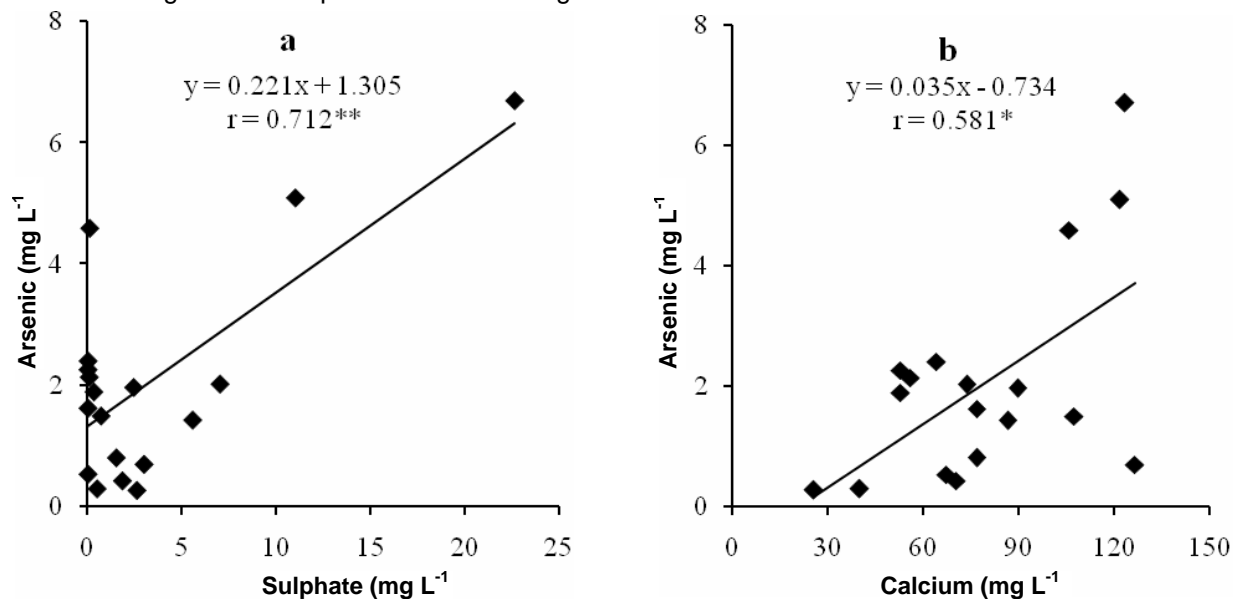 a
y = 0.221x + 1.305
r = 0.712**
8
6
4
2
0
Arsenic (mg L⁻¹)
0 5 10 15 20 25
Sulphate (mg L⁻¹
b
y = 0.035x - 0.734
r = 0.581*
8
6
4
2
0
Arsenic (mg L⁻¹)
0 30 60 90 120 150
Calcium (mg L⁻¹